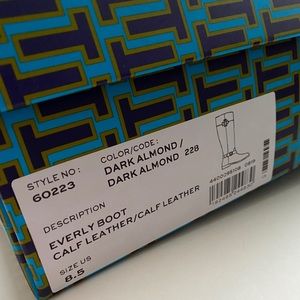 STYLE NO:
60223
COLOR/CODE:
DARK ALMOND /
DARK ALMOND 228
DESCRIPTION
EVERLY BOOT
CALF LEATHER/CALF LEATHER
SIZE US
8.5